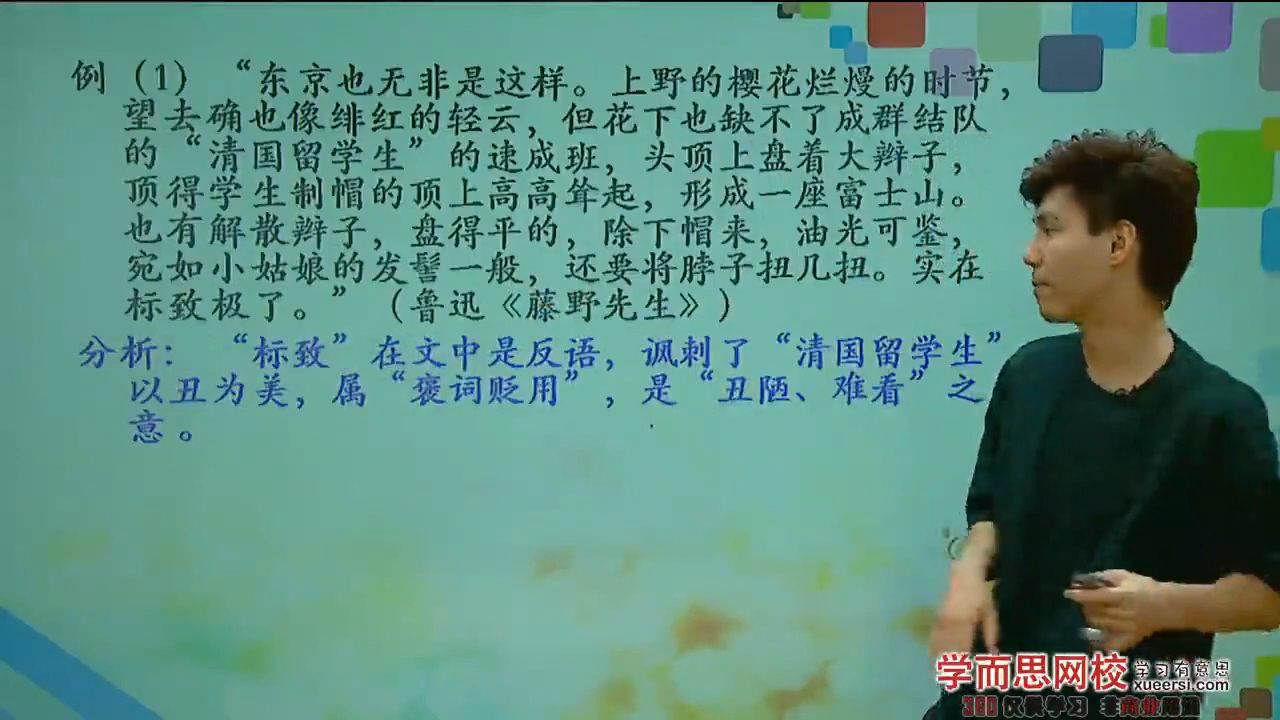 例（1） “东京也无非是这样。上野的樱花烂熳的时节，
望去确也像绯红的轻云，但花下也缺不了成群结队
的“清国留学生”的速成班，头顶上盘着大辫子，
顶得学生制帽的顶上高高耸起，形成一座富士山。
也有解散辫子，盘得平的，除下帽来，油光可鉴，
宛如小姑娘的发髻一般，还要将脖子扭几扭。实在
标致极了。”（鲁迅《藤野先生》）
分析： “标致”在文中是反语，讽刺了“清国留学生”
以丑为美，属“褒词贬用”，是“丑陋、难看”之
意。
学而思网校 学习有意思
xueersi.com